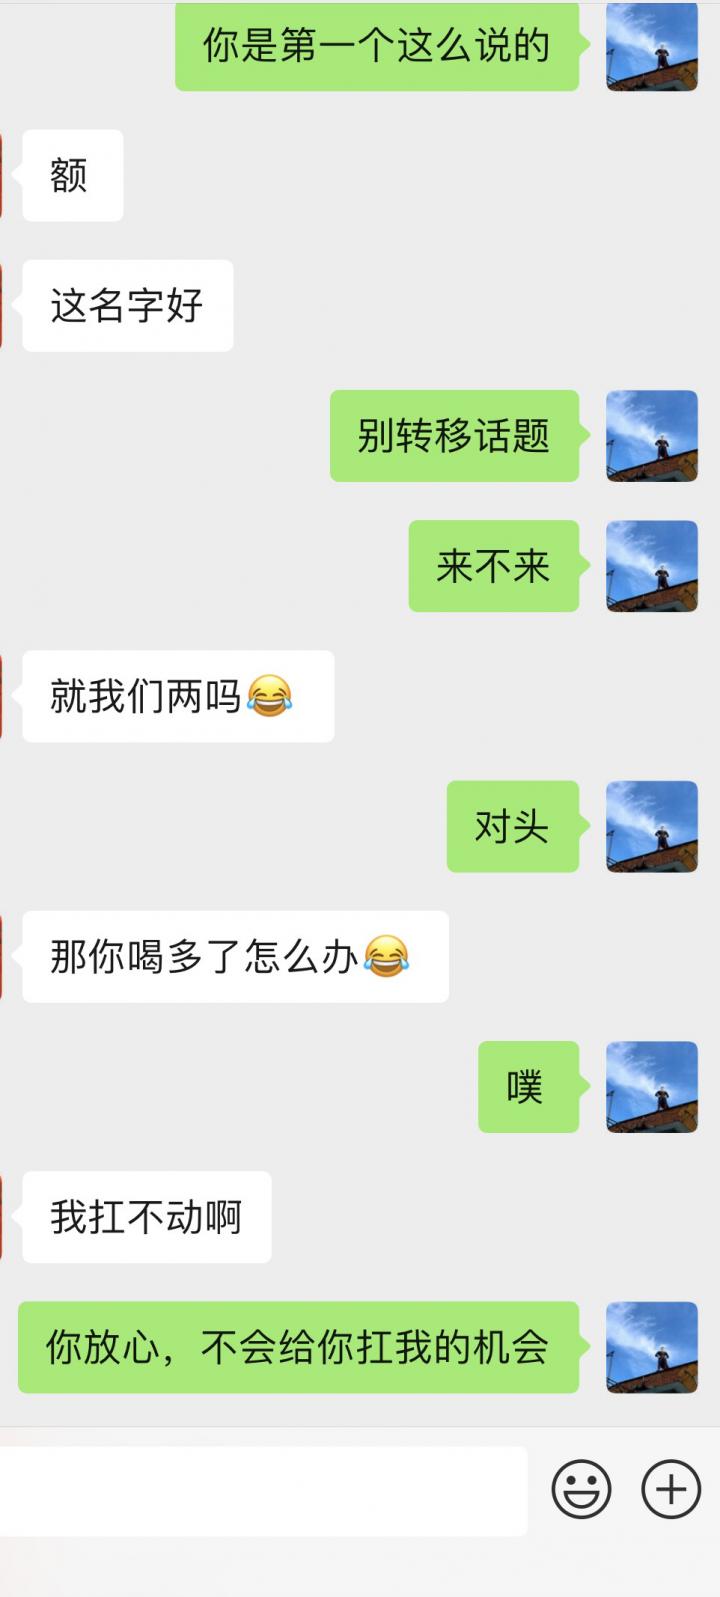 你是第一个这么说的
额
这名字好
别转移话题
来不来
就我们两吗😂
对头
那你喝多了怎么办😂
噗
我扛不动啊
你放心，不会给你扛我的机会